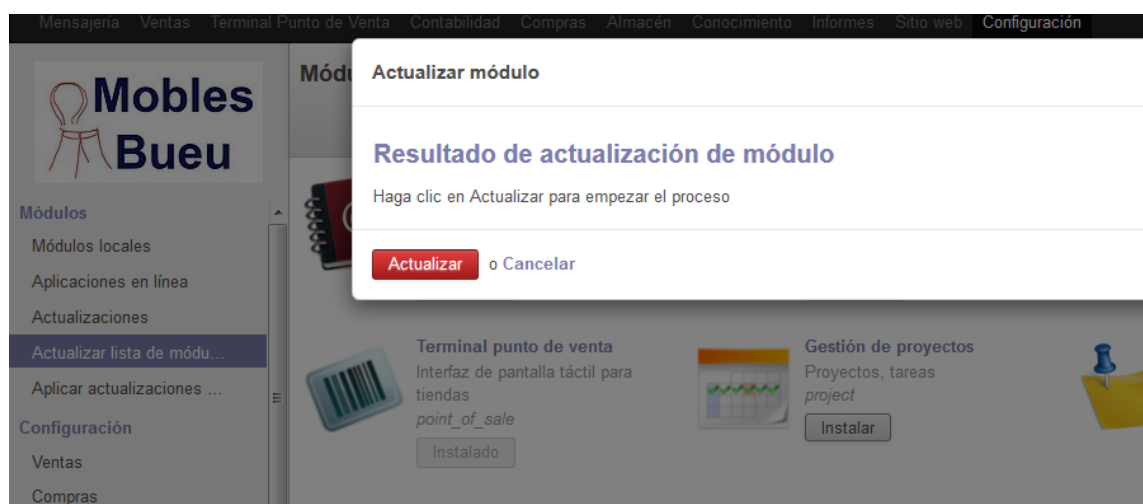 Mensajería Ventas Terminal Punto de Venta Contabilidad Compras Almacén Conocimiento Informes Sitio web Configuración
Mobles
Bueu
Módulos
Módulos locales
Aplicaciones en línea
Actualizaciones
Actualizar lista de módu...
Aplicar actualizaciones ...
Configuración
Ventas
Compras
Actualizar módulo
Resultado de actualización de módulo
Haga clic en Actualizar para empezar el proceso
Actualizar o Cancelar
Terminal punto de venta
Interfaz de pantalla táctil para
tiendas
point_of_sale
Instalado
Gestión de proyectos
Proyectos, tareas
project
Instalar